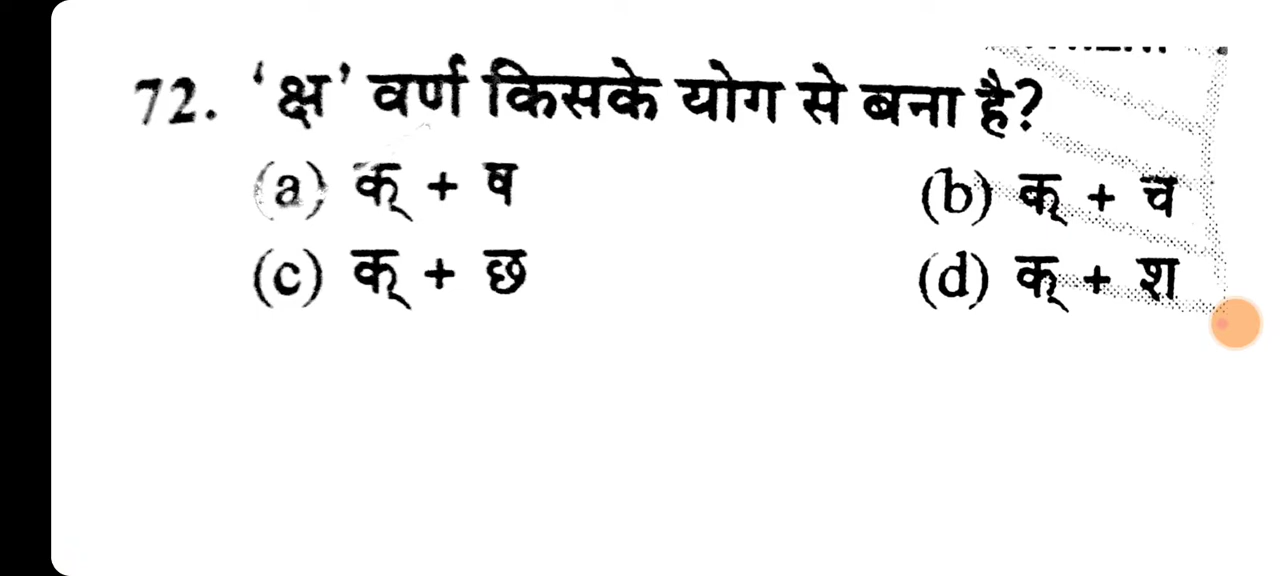 72. ‘क्ष’ वर्ण किसके योग से बना है?
(a) क् + ष (b) क् + च
(c) क् + छ (d) क् + श